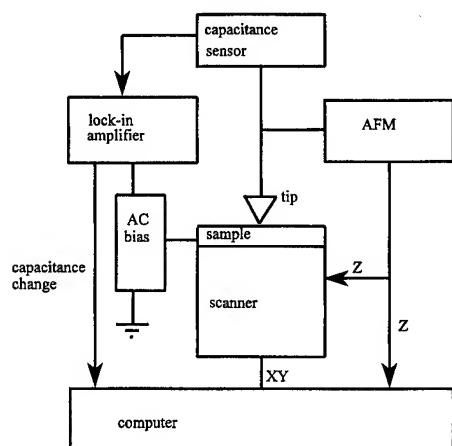 capacitance
sensor
lock-in
amplifier
AFM
tip
AC
bias
sample
capacitance
change
scanner
Z
Z
XY
computer